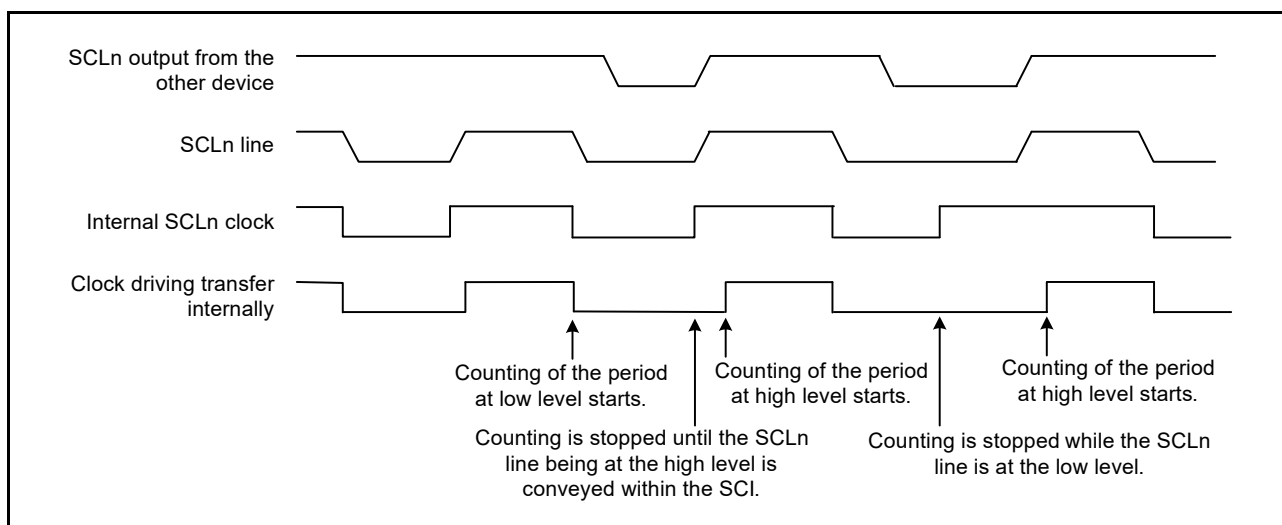 SCLn output from the
other device
SCLn line
Internal SCLn clock
Clock driving transfer
internally
Counting of the period
at low level starts.
Counting of the period
at high level starts.
Counting of the period
at high level starts.
Counting is stopped until the SCLn
line being at the high level is
conveyed within the SCI.
Counting is stopped while the SCLn
line is at the low level.